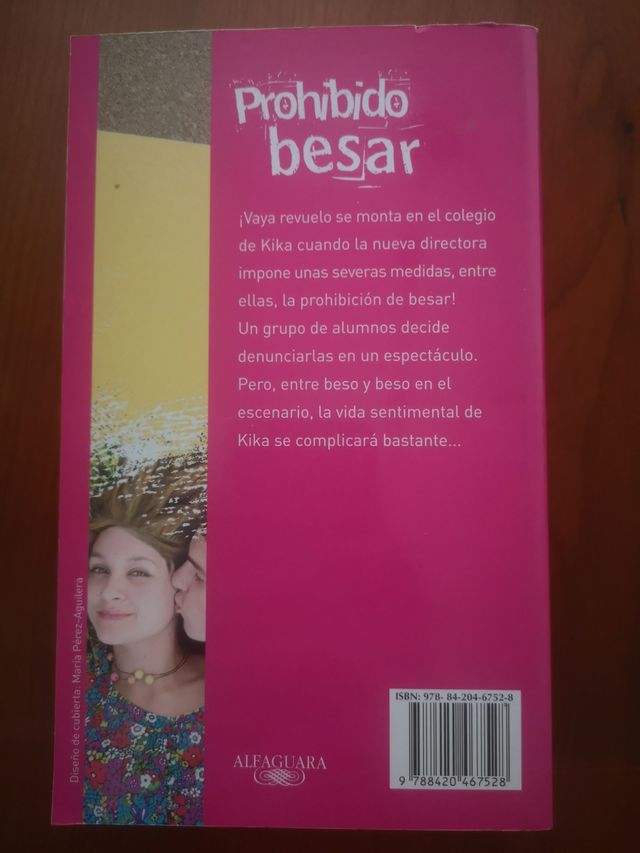 Prohibido
besar
¡Vaya revuelo se monta en el colegio
de Kika cuando la nueva directora
impone unas severas medidas, entre
ellas, la prohibición de besar!
Un grupo de alumnos decide
denunciarlas en un espectáculo.
Pero, entre beso y beso en el
escenario, la vida sentimental de
Kika se complicará bastante...
Diseño de cubierta: María Pérez-Aguilera
ALFAGUARA
ISBN: 978- 84-204-6752-8
9 788420 467528